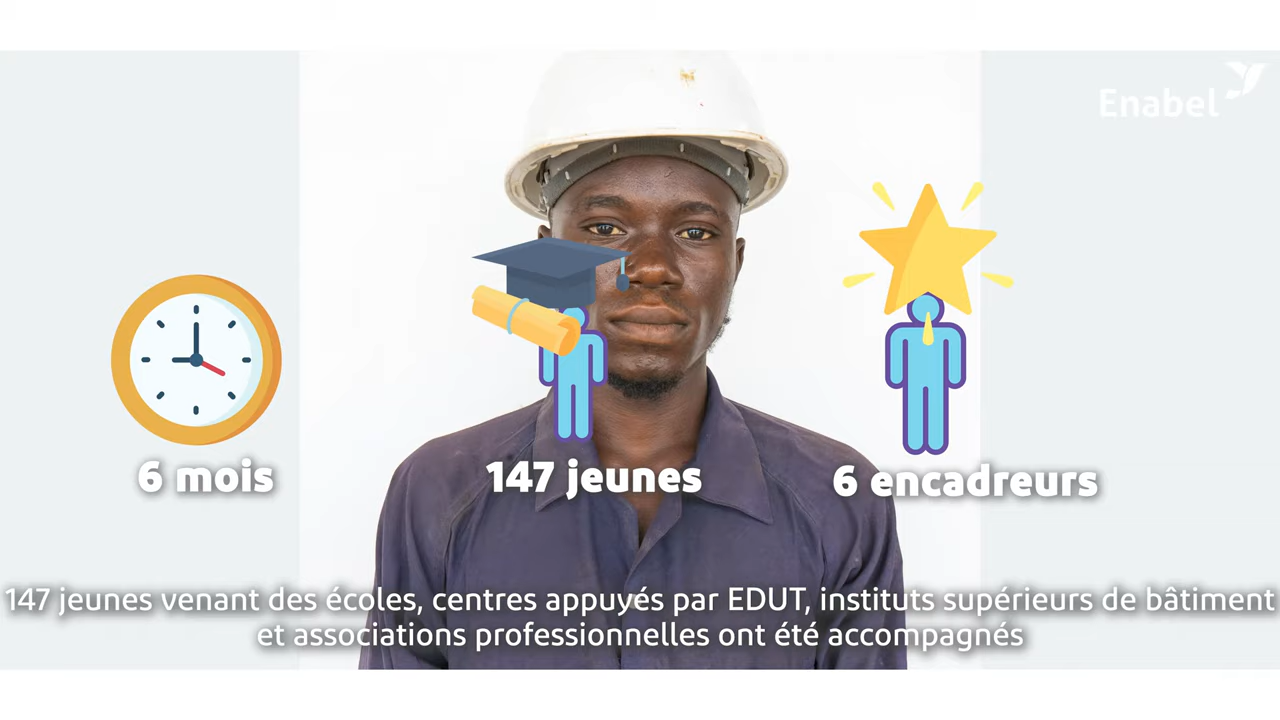 Enabel
6 mois
147 jeunes
6 encadreurs
147 jeunes venant des écoles, centres appuyés par EDUT, instituts supérieurs de bâtiment
et associations professionnelles ont été accompagnés